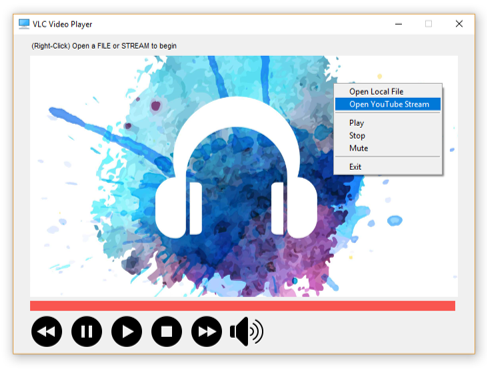 VLC Video Player
(Right-Click) Open a FILE or STREAM to begin
Open Local File
Open YouTube Stream
Play
Stop
Mute
Exit